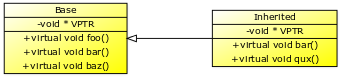 Base
-void * VPTR
+virtual void foo()
+virtual void bar()
+virtual void baz()
Inherited
-void * VPTR
+virtual void bar()
+virtual void qux()